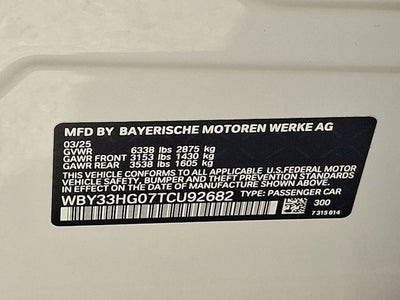 MFD BY BAYERISCHE MOTOREN WERKE AG
03/25
GVWR 6338 lbs 2875 kg
GAWR FRONT 3153 lbs 1430 kg
GAWR REAR 3538 lbs 1605 kg
THIS VEHICLE CONFORMS TO ALL APPLICABLE U.S.FEDERAL MOTOR
VEHICLE SAFETY, BUMPER, AND THEFT PREVENTION STANDARDS
IN EFFECT ON THE DATE OF MANUFACTURE SHOWN ABOVE.
WBY33HG07TCU92682 TYPE: PASSENGER CAR
300
7 315 014